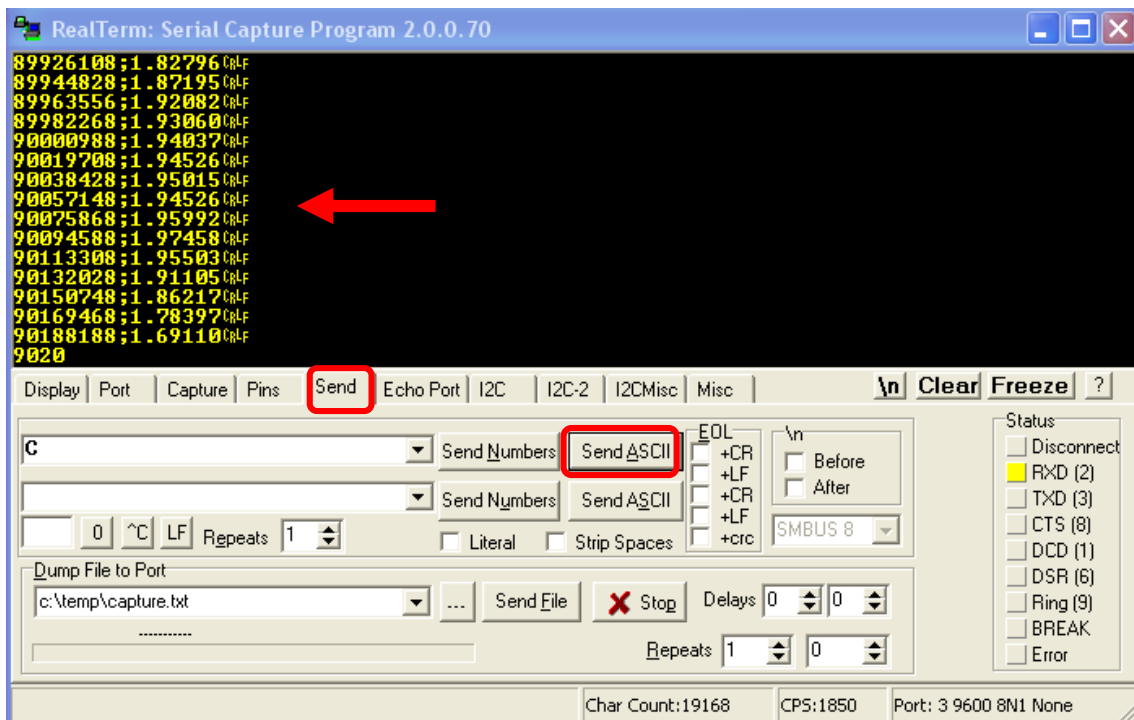 RealTerm: Serial Capture Program 2.0.0.70
89926108;1.82796CRLF
89944828;1.87195CRLF
89963556;1.92082CRLF
89982268;1.93060CRLF
90000988;1.94037CRLF
90019708;1.94526CRLF
90038428;1.95015CRLF
90057148;1.94526CRLF
90075868;1.95992CRLF
90094588;1.97458CRLF
90113308;1.95503CRLF
90132028;1.91105CRLF
90150748;1.86217CRLF
90169468;1.78397CRLF
90188188;1.69110CRLF
9020
Display Port Capture Pins Send Echo Port I2C I2C-2 I2CMisc Misc \n Clear Freeze ?
C Send Numbers Send ASCII
Send Numbers Send ASCII
0 ^C LF Repeats 1 Literal Strip Spaces
EOL
+CR
+LF
+CR
+LF
+crc
\n
Before
After
SMBUS 8
Dump File to Port
c:\temp\capture.txt ... Send File Stop Delays 0 0
-----------
Repeats 1 0
Status
Disconnect
RXD (2)
TXD (3)
CTS (8)
DCD (1)
DSR (6)
Ring (9)
BREAK
Error
Char Count:19168 CPS:1850 Port: 3 9600 8N1 None